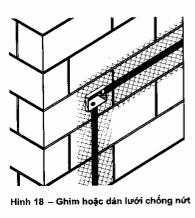 Hình 18 – Ghim hoặc dán lưới chống nứt